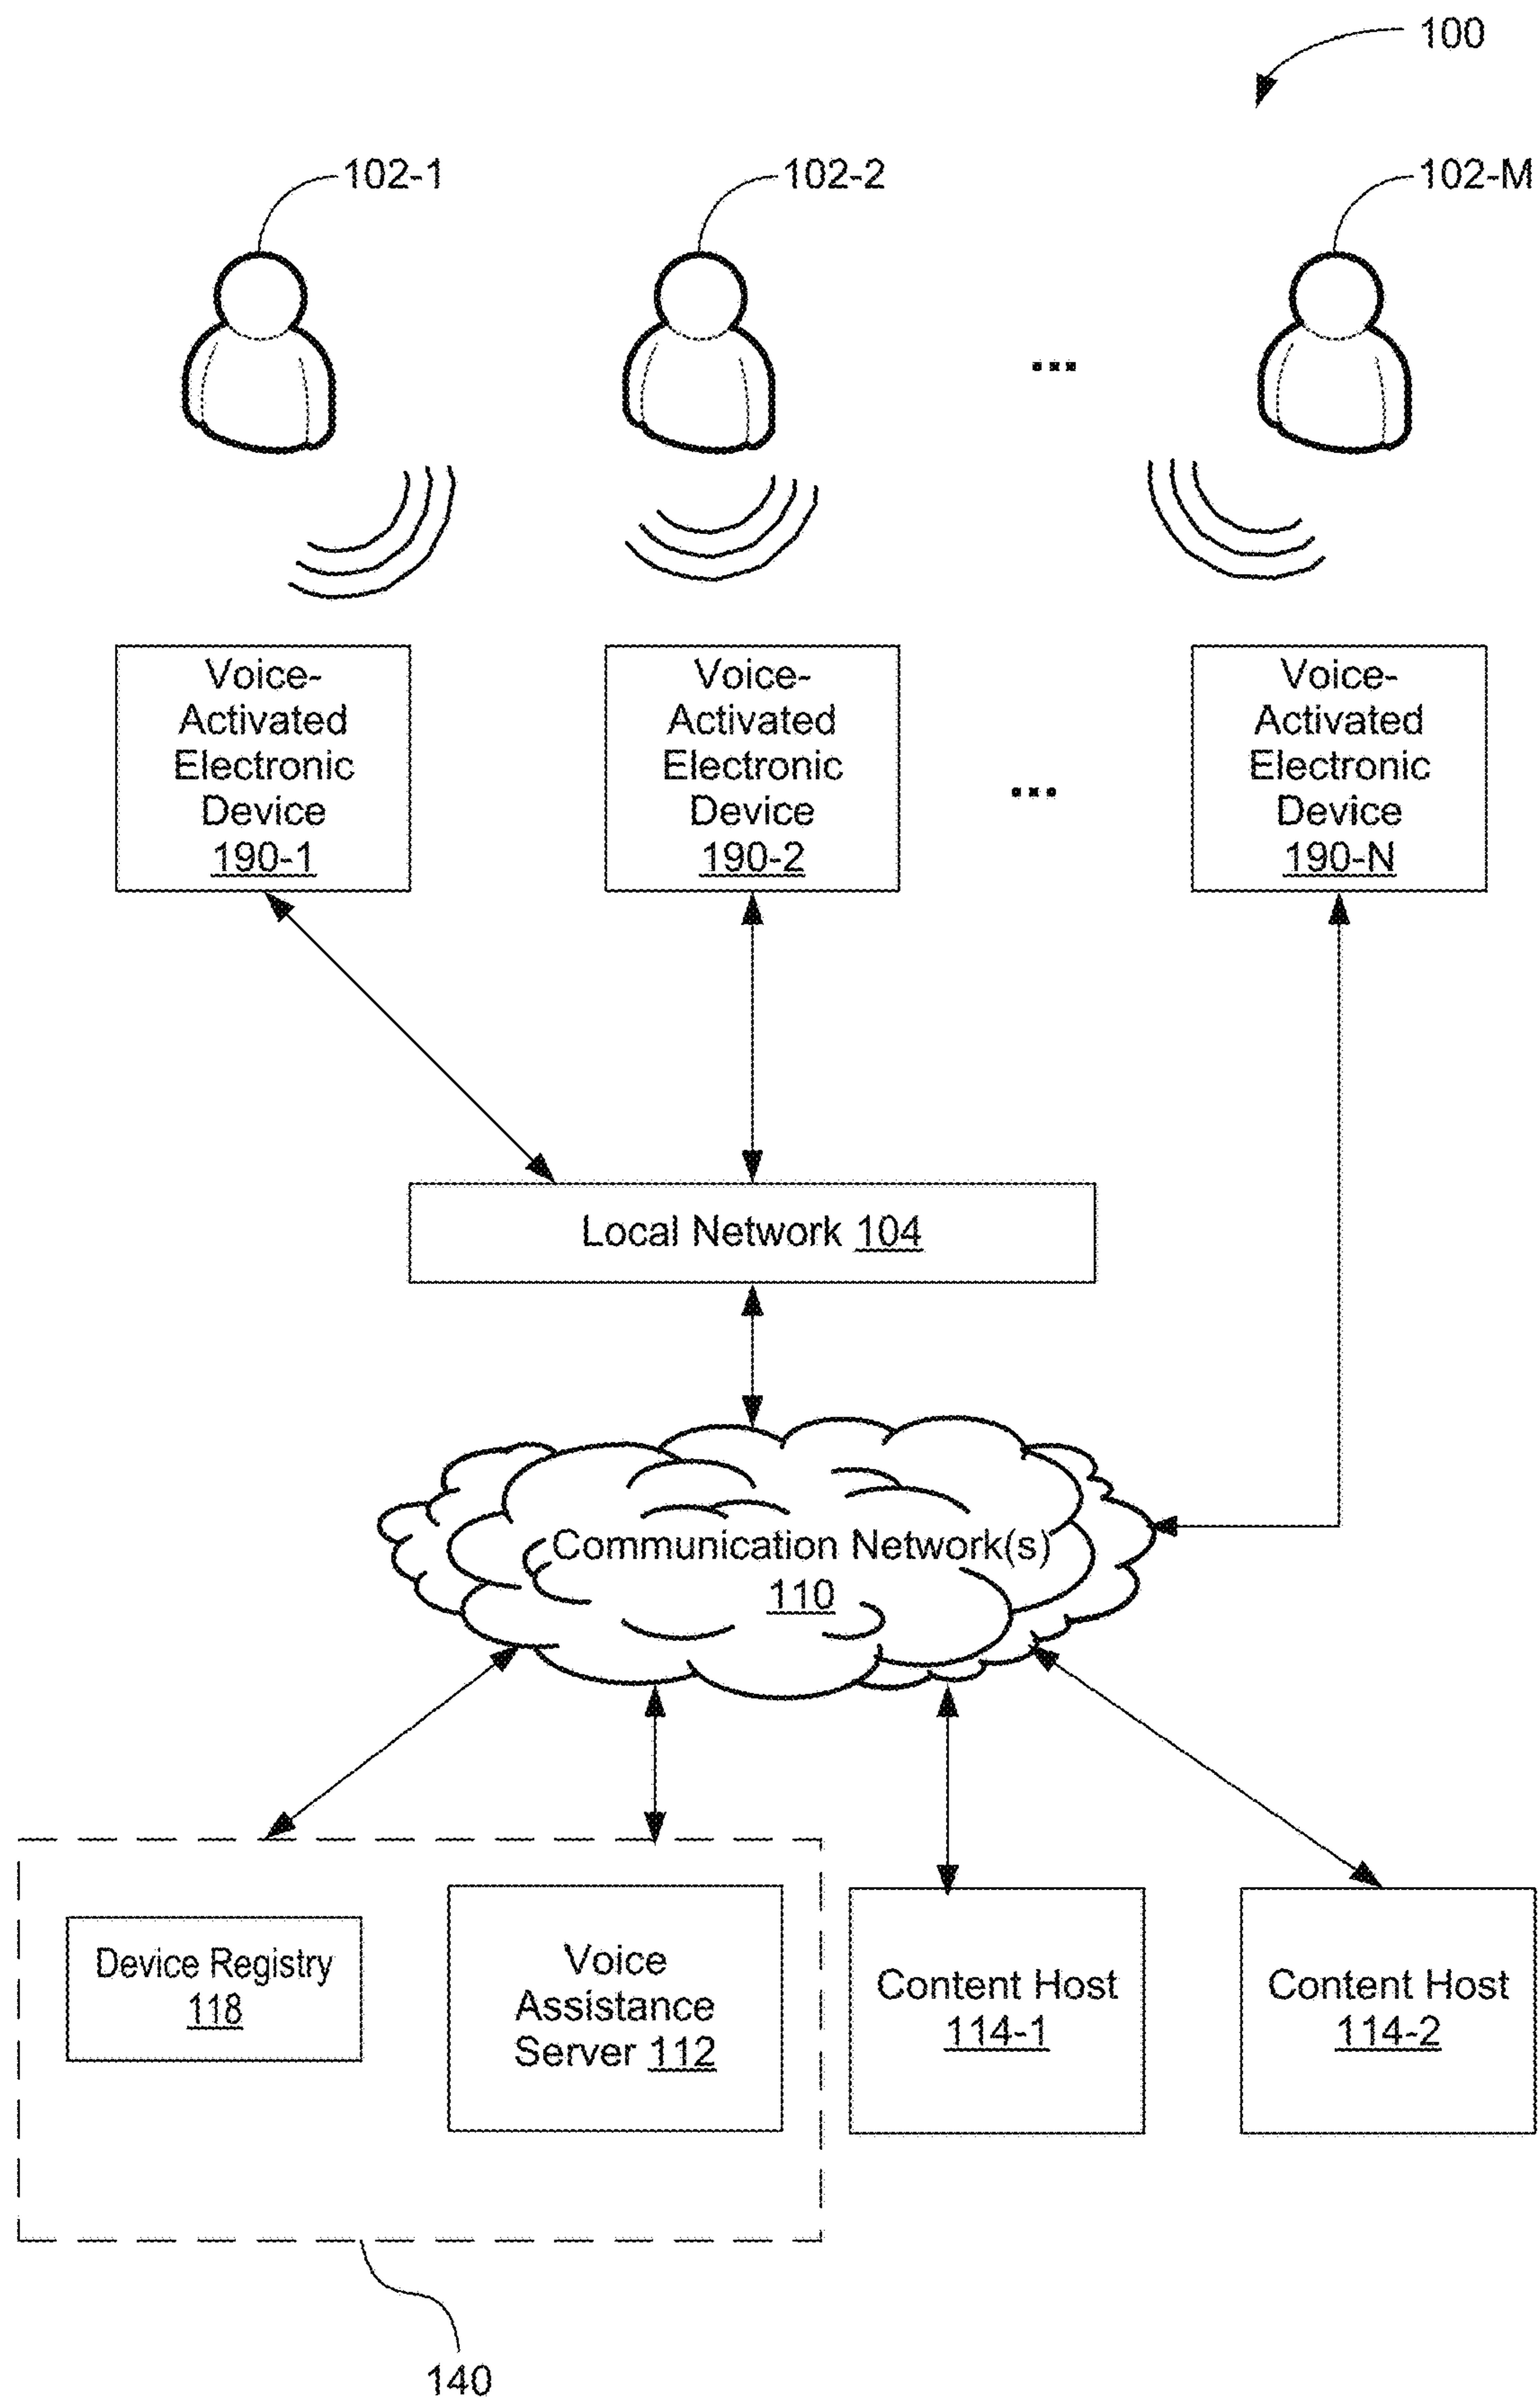 100
102-1
102-2
102-M
...
Voice-
Activated
Electronic
Device
190-1
Voice-
Activated
Electronic
Device
190-2
...
Voice-
Activated
Electronic
Device
190-N
Local Network 104
Communication Network(s)
110
Device Registry
118
Voice
Assistance
Server 112
Content Host
114-1
Content Host
114-2
140